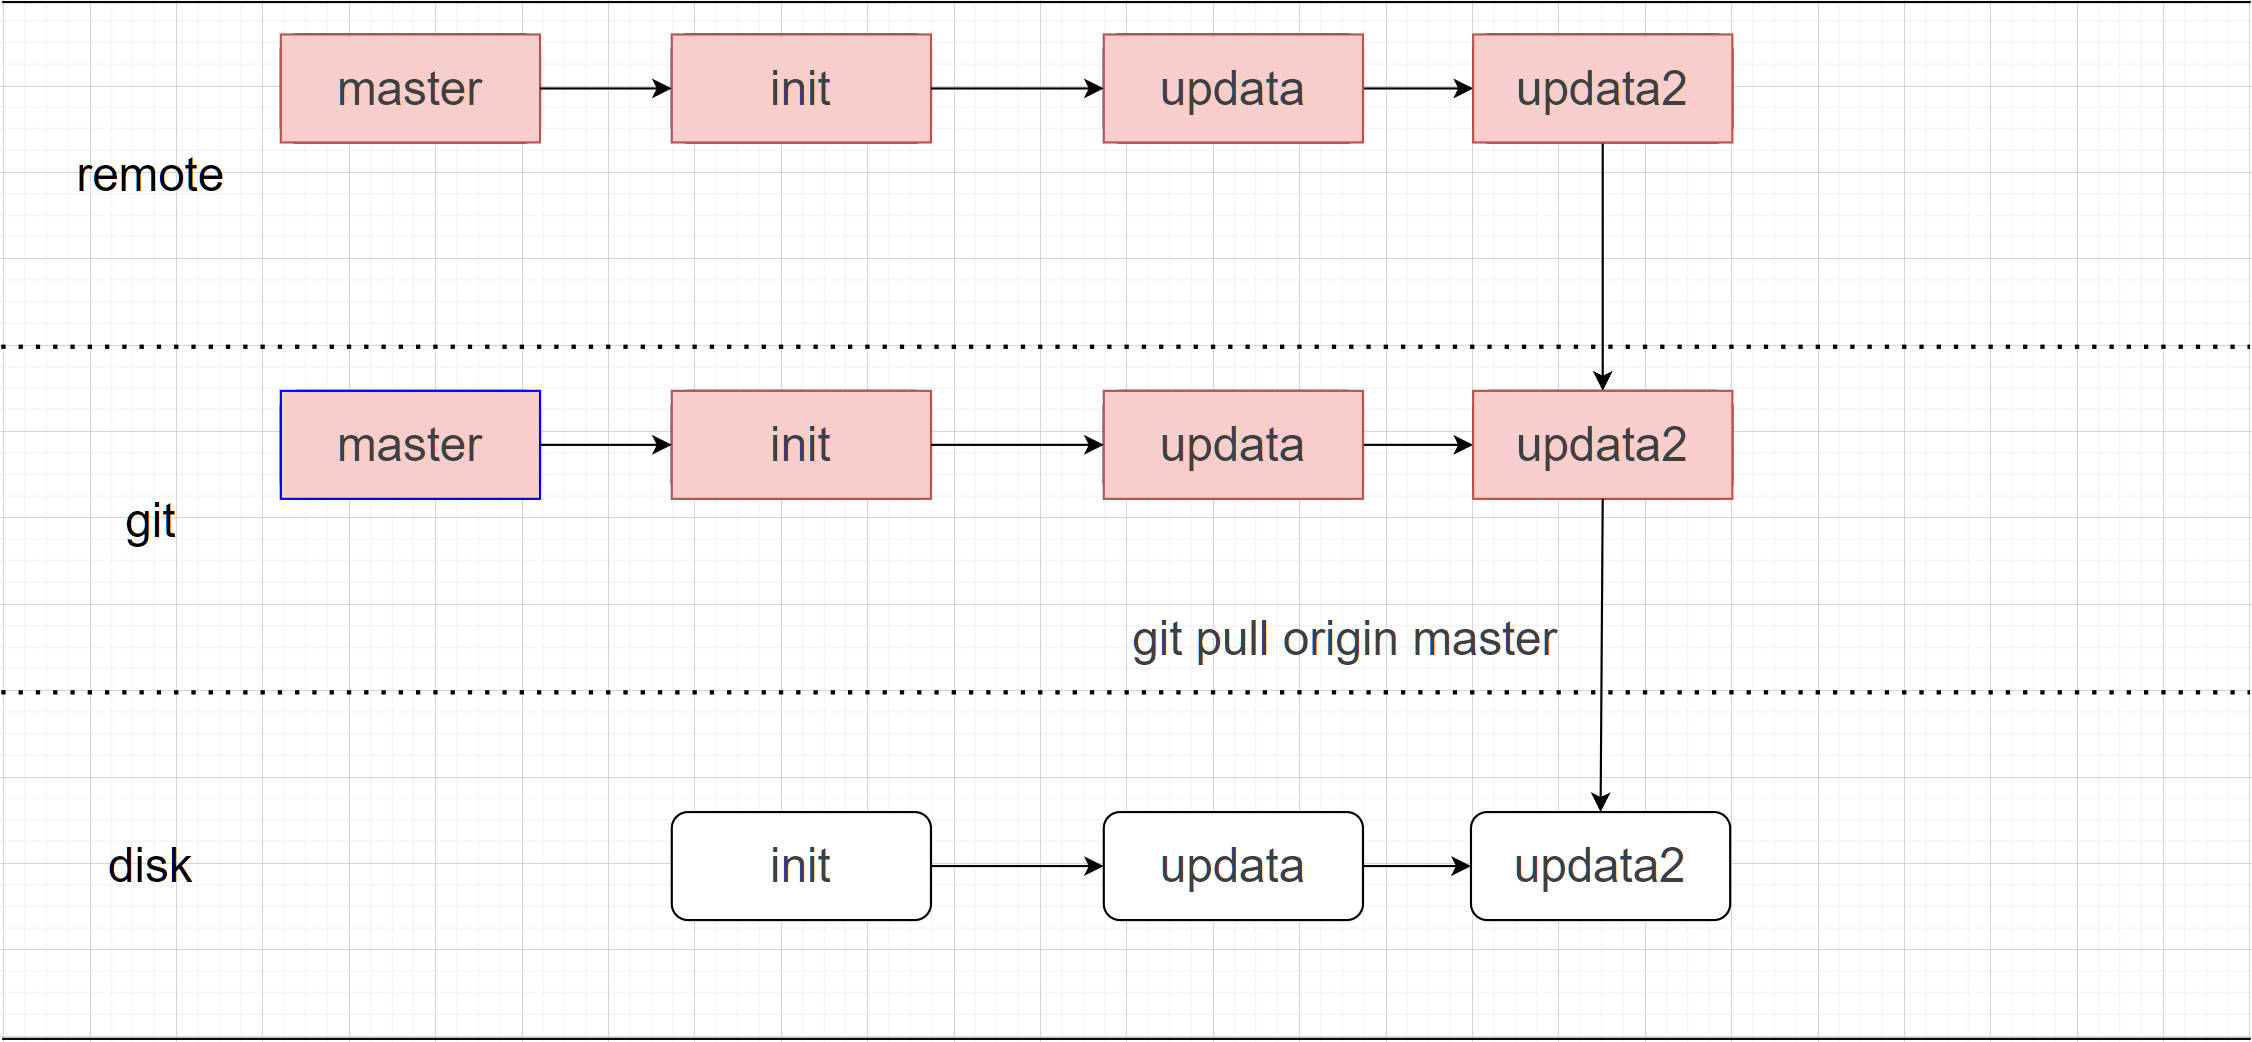 master
init
updata
updata2
remote
master
init
updata
updata2
git
git pull origin master
disk
init
updata
updata2